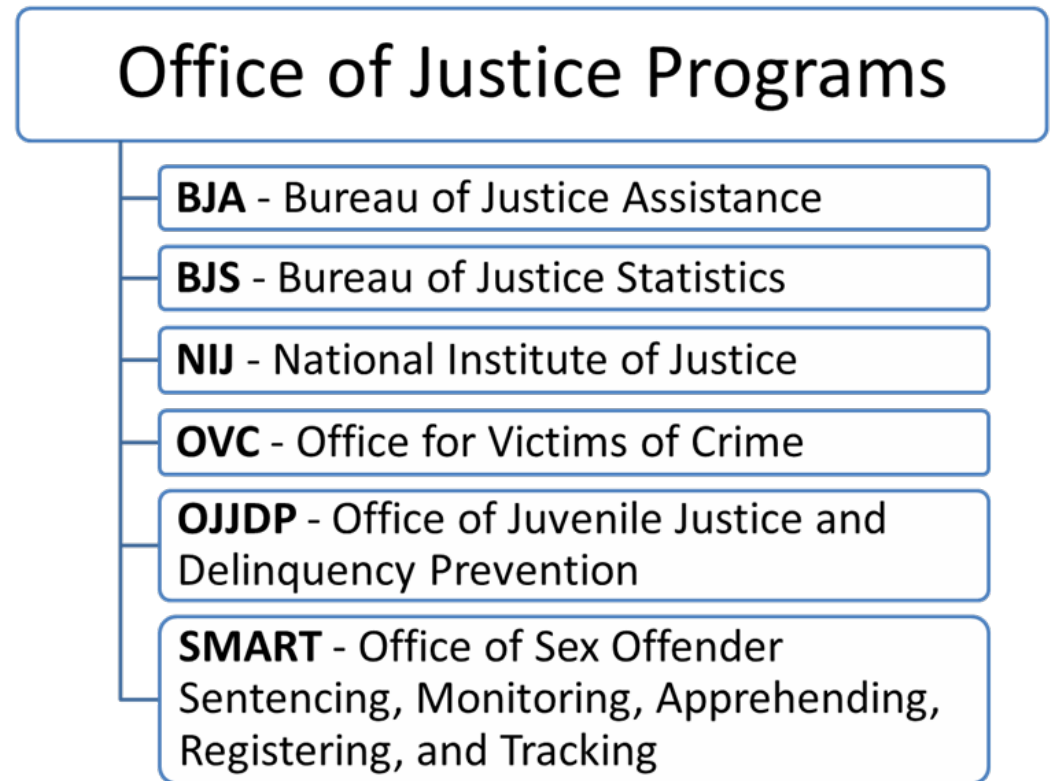 Office of Justice Programs
BJA - Bureau of Justice Assistance
BJS - Bureau of Justice Statistics
NIJ - National Institute of Justice
OVC - Office for Victims of Crime
OJJDP - Office of Juvenile Justice and
Delinquency Prevention
SMART - Office of Sex Offender
Sentencing, Monitoring, Apprehending,
Registering, and Tracking